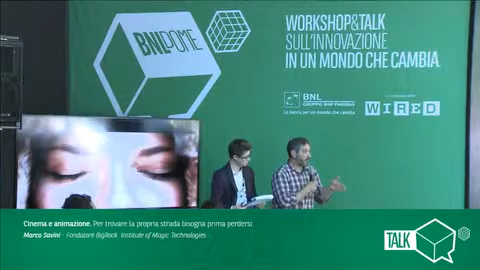 BNLDOME
WORKSHOP&TALK
SULL'INNOVAZIONE
IN UN MONDO CHE CAMBIA.
BNL
GRUPPO BNP PARIBAS
La banca per un mondo che cambia
WIRED
Cinema e animazione. Per trovare la propria strada bisogna prima perdersi
Marco Savini - Fondatore BigRock Institute of Magic Technologies
TALK